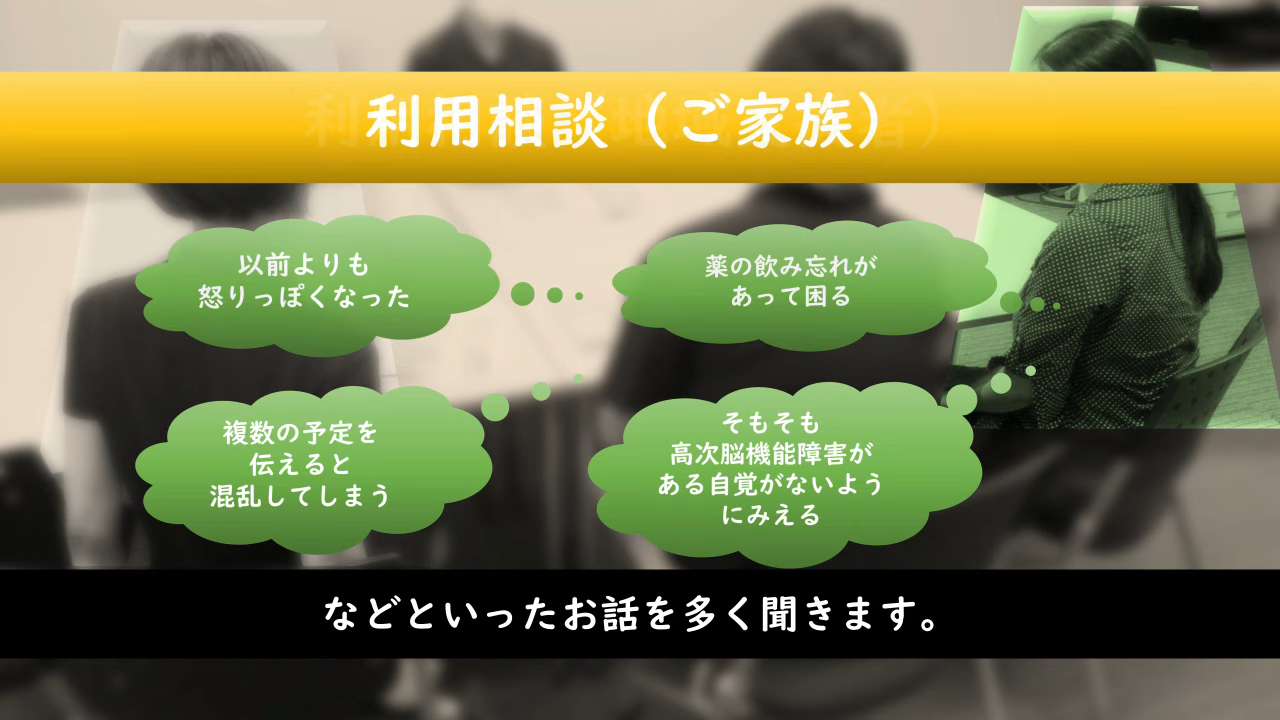 利用相談（ご家族）
以前よりも
怒りっぽくなった
薬の飲み忘れが
あって困る
複数の予定を
伝えると
混乱してしまう
そもそも
高次脳機能障害が
ある自覚がないよう
にみえる
などといったお話を多く聞きます。